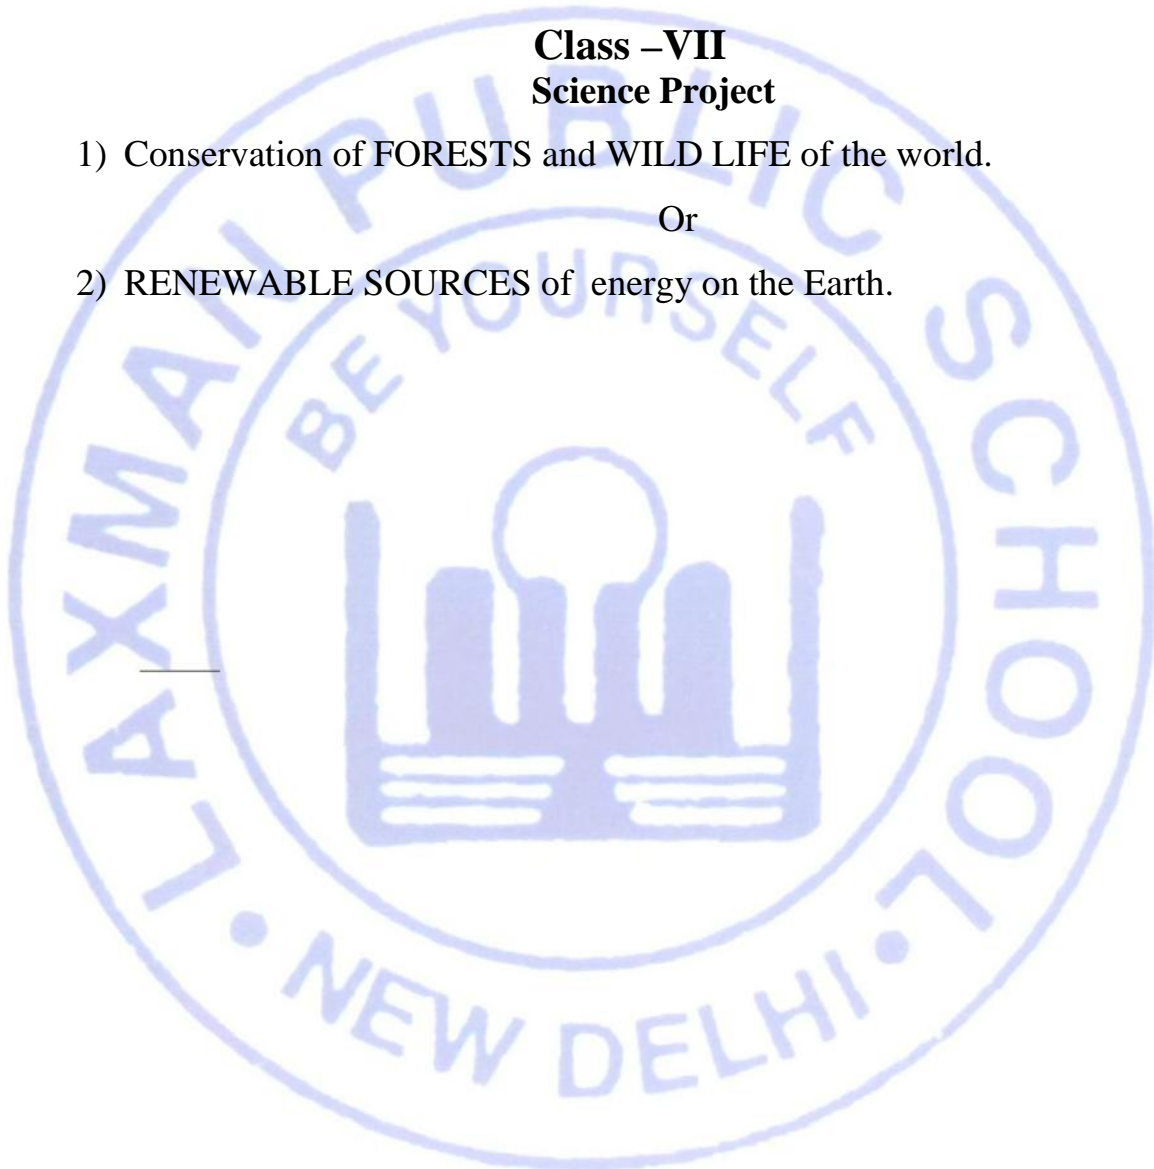 Class –VII
Science Project
1) Conservation of FORESTS and WILD LIFE of the world.
Or
2) RENEWABLE SOURCES of energy on the Earth.
LAXMAN PUBLIC SCHOOL
BE YOURSELF
• NEW DELHI •